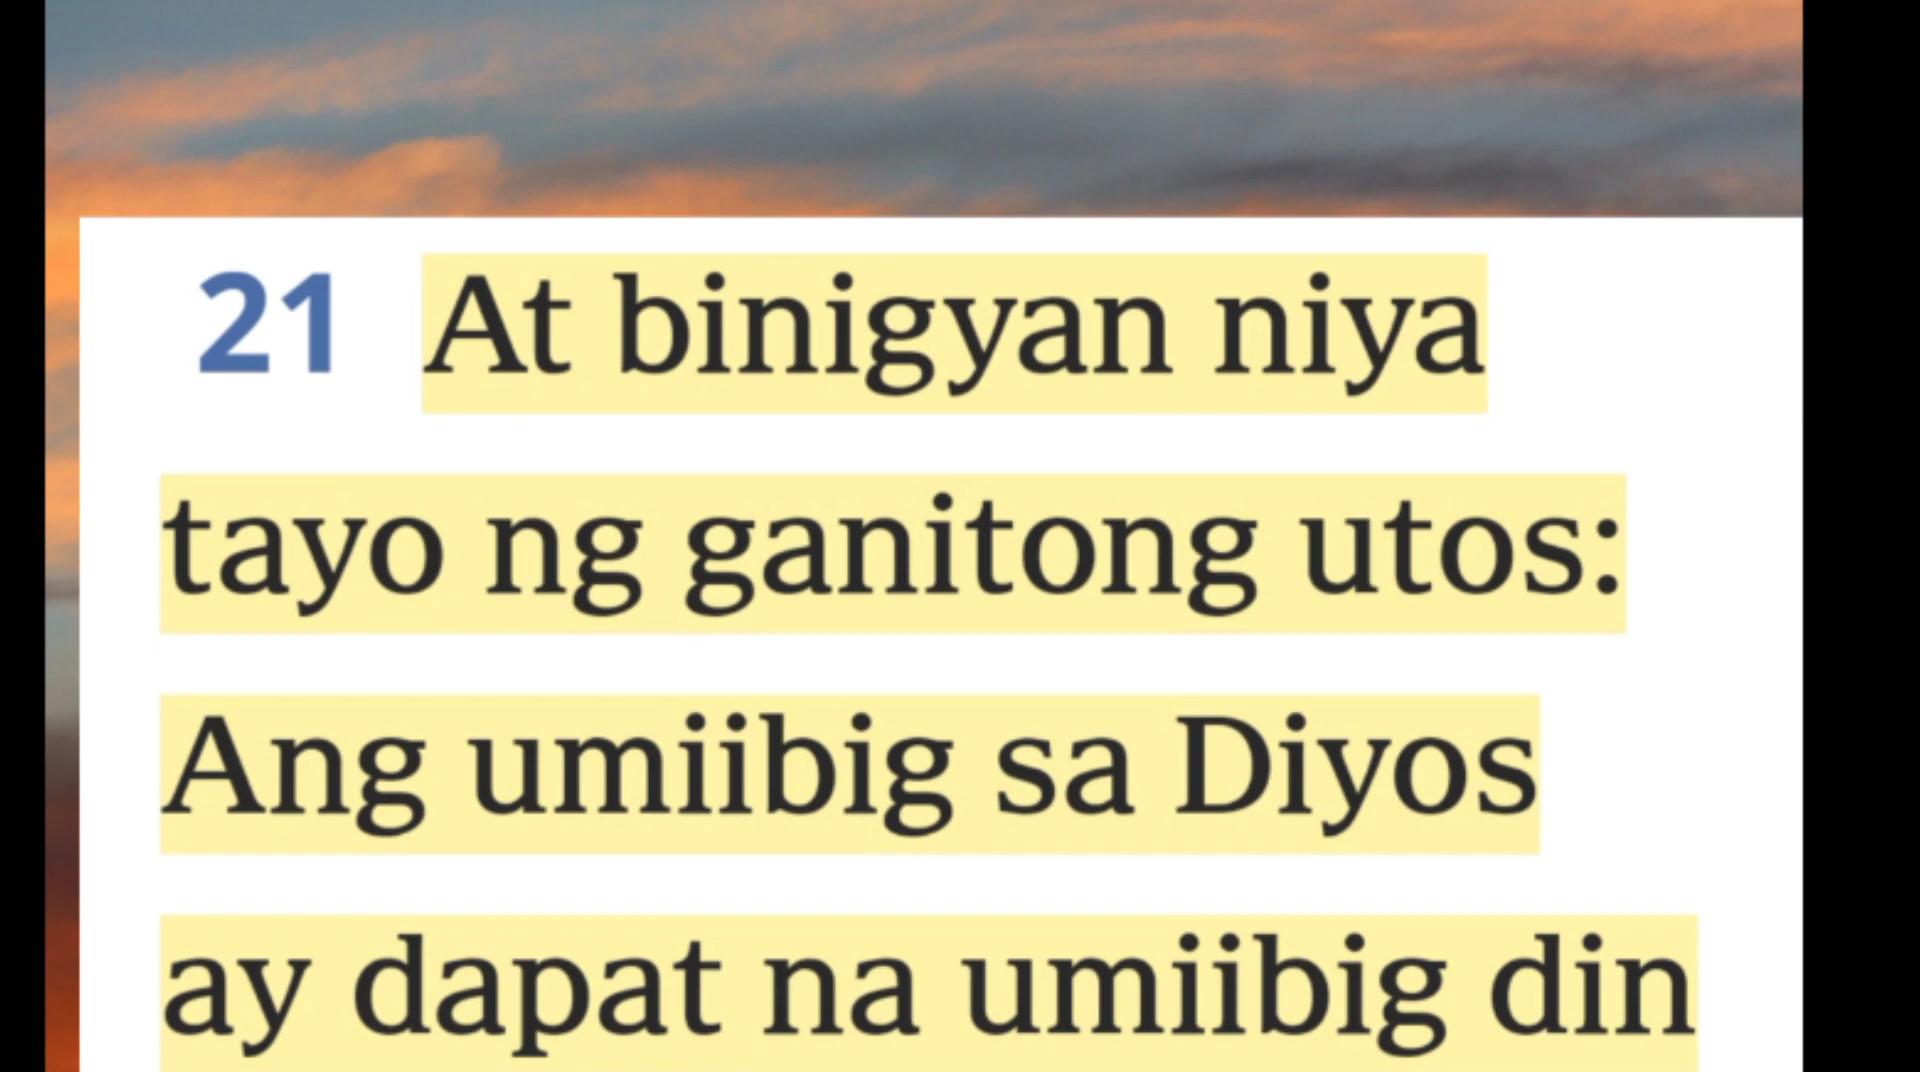 21 At binigyan niya
tayo ng ganitong utos:
Ang umiibig sa Diyos
ay dapat na umiibig din